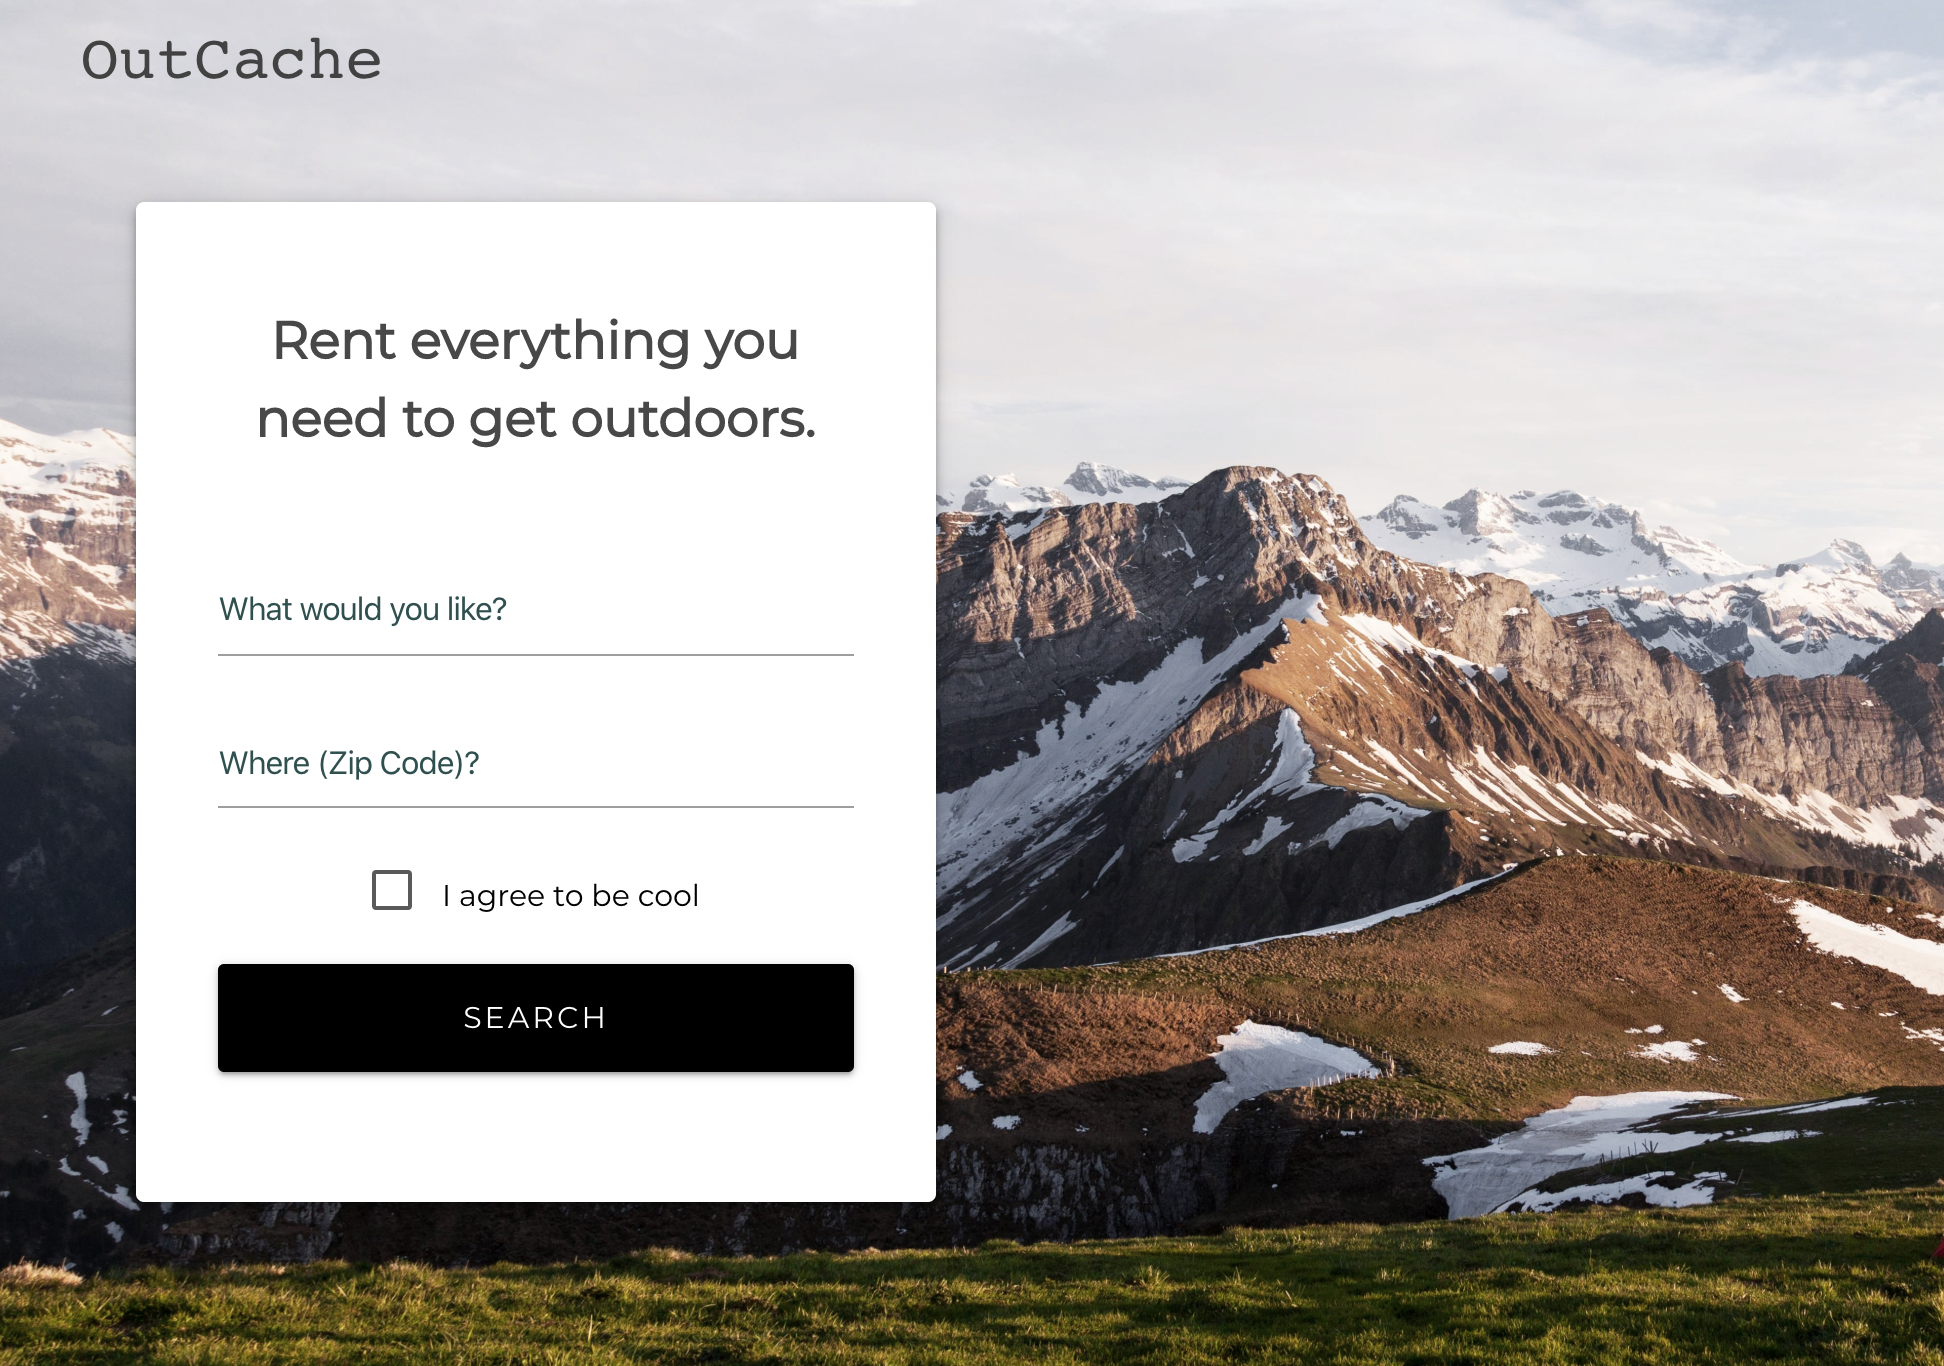 OutCache
Rent everything you
need to get outdoors.
What would you like?
Where (Zip Code)?
I agree to be cool
SEARCH